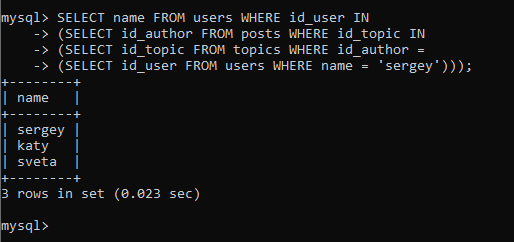 mysql> SELECT name FROM users WHERE id_user IN
    -> (SELECT id_author FROM posts WHERE id_topic IN
    -> (SELECT id_topic FROM topics WHERE id_author =
    -> (SELECT id_user FROM users WHERE name = 'sergey')));
+--------+
| name   |
+--------+
| sergey |
| katy   |
| sveta  |
+--------+
3 rows in set (0.023 sec)
mysql>